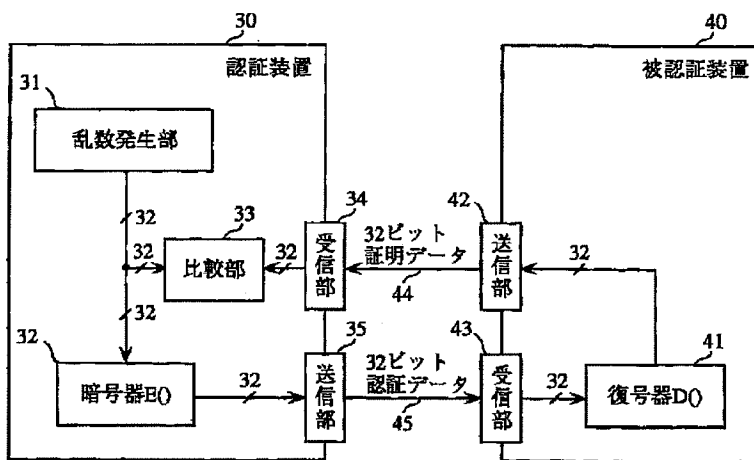 30
認証装置
31
乱数発生部
32
33
32
比較部
32
34
受信部
32ビット
証明データ
44
42
送信部
32
40
被認証装置
32
32
暗号器E()
32
35
送信部
32ビット
認証データ
45
43
受信部
32
41
復号器D()